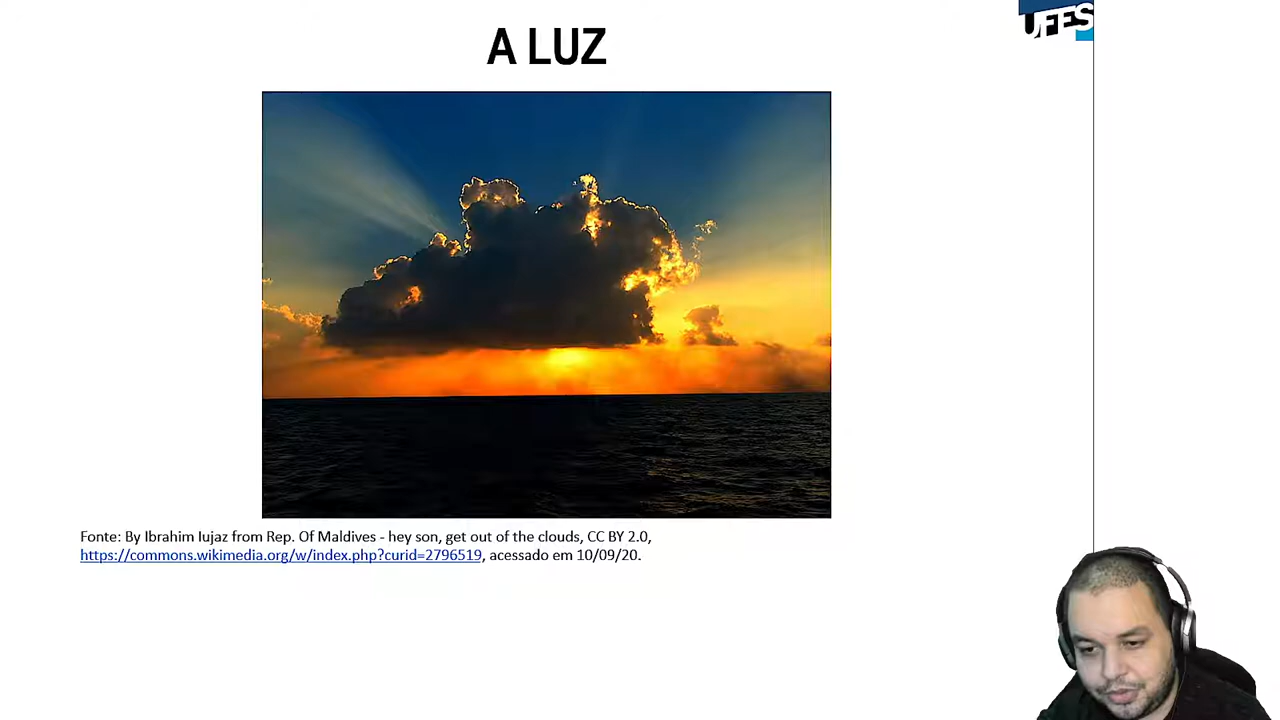 UFES
A LUZ
Fonte: By Ibrahim Iujaz from Rep. Of Maldives - hey son, get out of the clouds, CC BY 2.0,
https://commons.wikimedia.org/w/index.php?curid=2796519, acessado em 10/09/20.